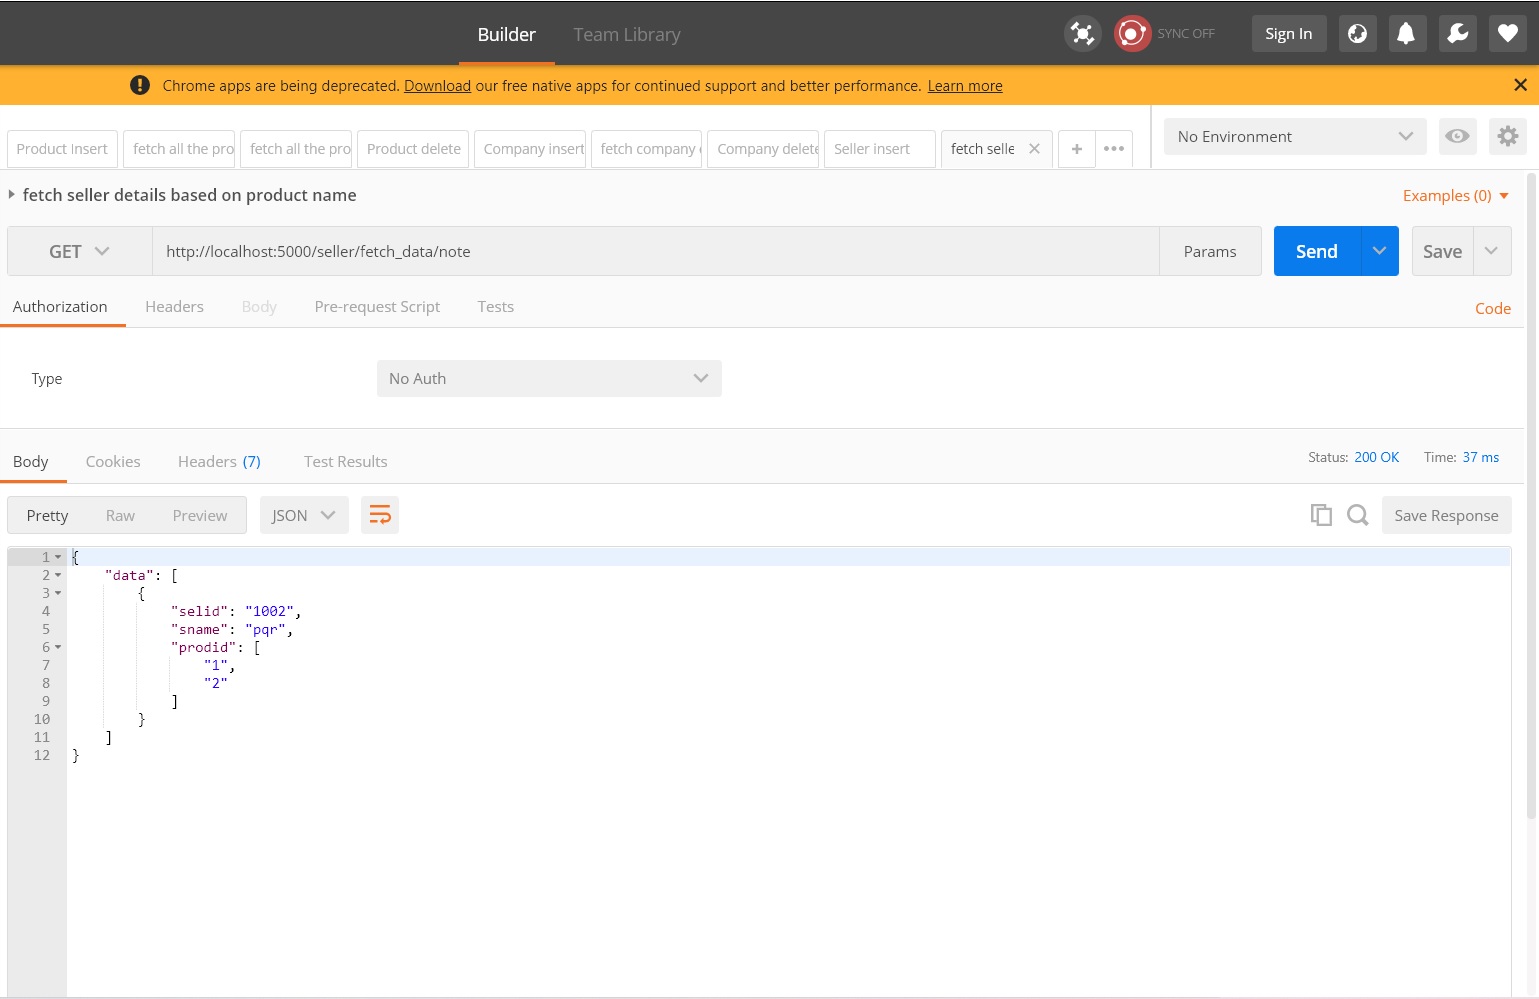 Builder Team Library SYNC OFF Sign In
Chrome apps are being deprecated. Download our free native apps for continued support and better performance. Learn more
Product Insert fetch all the pro fetch all the pro Product delete Company insert fetch company Company delete Seller insert fetch selle + ••• No Environment
fetch seller details based on product name Examples (0)
GET http://localhost:5000/seller/fetch_data/note Params Send Save
Authorization Headers Body Pre-request Script Tests Code
Type No Auth
Body Cookies Headers (7) Test Results Status: 200 OK Time: 37 ms
Pretty Raw Preview JSON Save Response
1 {
2 "data": [
3 {
4 "selid": "1002",
5 "sname": "pqr",
6 "prodid": [
7 "1",
8 "2"
9 ]
10 }
11 ]
12 }